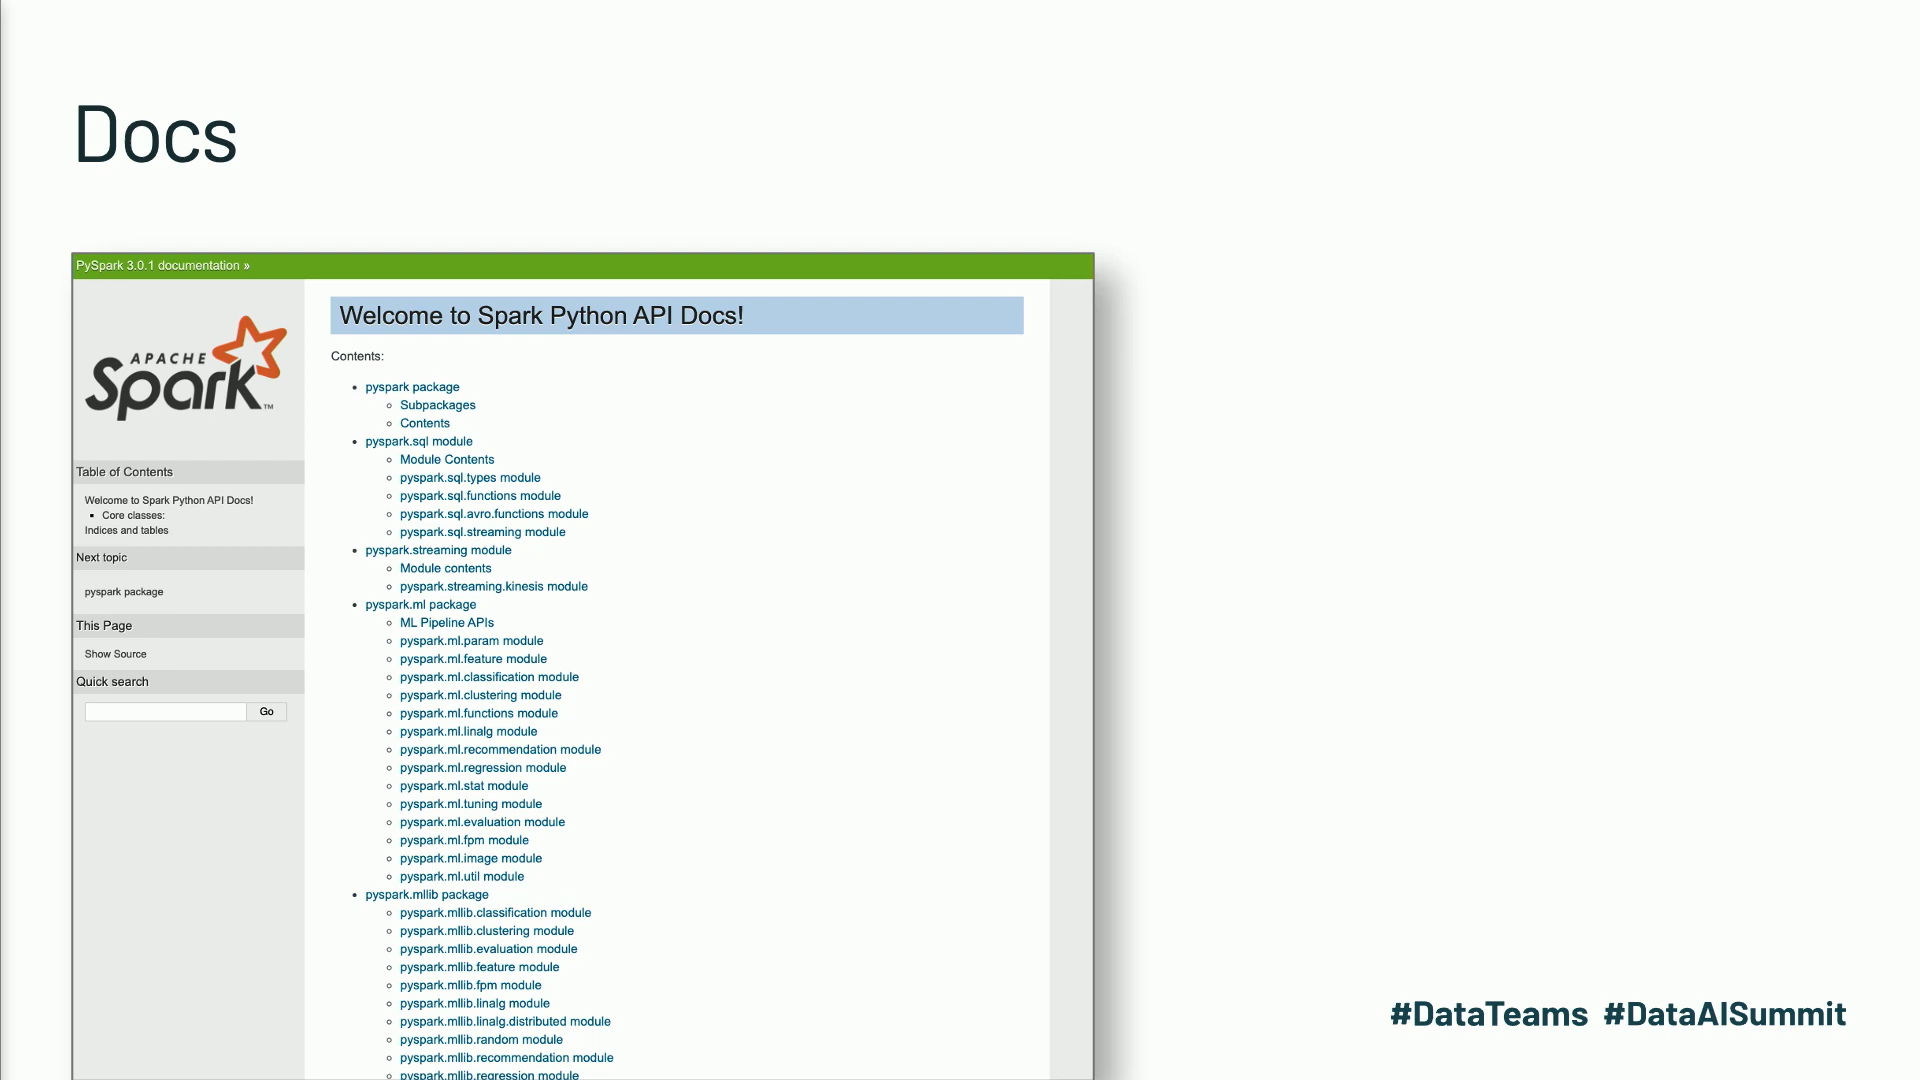 Docs
PySpark 3.0.1 documentation »
APACHE
Spark™
Table of Contents
Welcome to Spark Python API Docs!
Core classes:
Indices and tables
Next topic
pyspark package
This Page
Show Source
Quick search
Go
Welcome to Spark Python API Docs!
Contents:
pyspark package
Subpackages
Contents
pyspark.sql module
Module Contents
pyspark.sql.types module
pyspark.sql.functions module
pyspark.sql.avro.functions module
pyspark.sql.streaming module
pyspark.streaming module
Module contents
pyspark.streaming.kinesis module
pyspark.ml package
ML Pipeline APIs
pyspark.ml.param module
pyspark.ml.feature module
pyspark.ml.classification module
pyspark.ml.clustering module
pyspark.ml.functions module
pyspark.ml.linalg module
pyspark.ml.recommendation module
pyspark.ml.regression module
pyspark.ml.stat module
pyspark.ml.tuning module
pyspark.ml.evaluation module
pyspark.ml.fpm module
pyspark.ml.image module
pyspark.ml.util module
pyspark.mllib package
pyspark.mllib.classification module
pyspark.mllib.clustering module
pyspark.mllib.evaluation module
pyspark.mllib.feature module
pyspark.mllib.fpm module
pyspark.mllib.linalg module
pyspark.mllib.linalg.distributed module
pyspark.mllib.random module
pyspark.mllib.recommendation module
pyspark.mllib.regression module
#DataTeams #DataAISummit